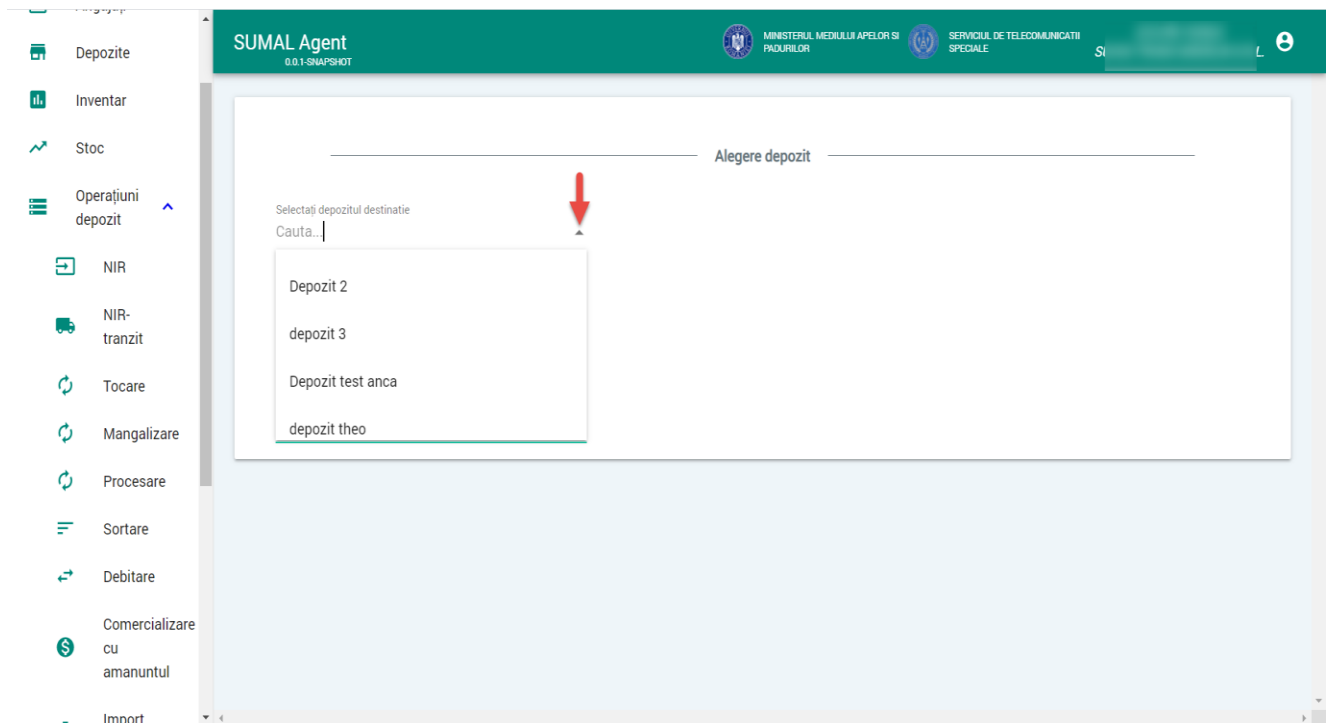 Depozite
Inventar
Stoc
Operațiuni
depozit
NIR
NIR-
tranzit
Tocare
Mangalizare
Procesare
Sortare
Debitare
Comercializare
cu
amanuntul
Import
SUMAL Agent
0.0.1-SNAPSHOT
MINISTERUL MEDIULUI APELOR SI
PADURILOR
SERVICIUL DE TELECOMUNICATII
SPECIALE
Alegere depozit
Selectați depozitul destinatie
Cauta...
Depozit 2
depozit 3
Depozit test anca
depozit theo